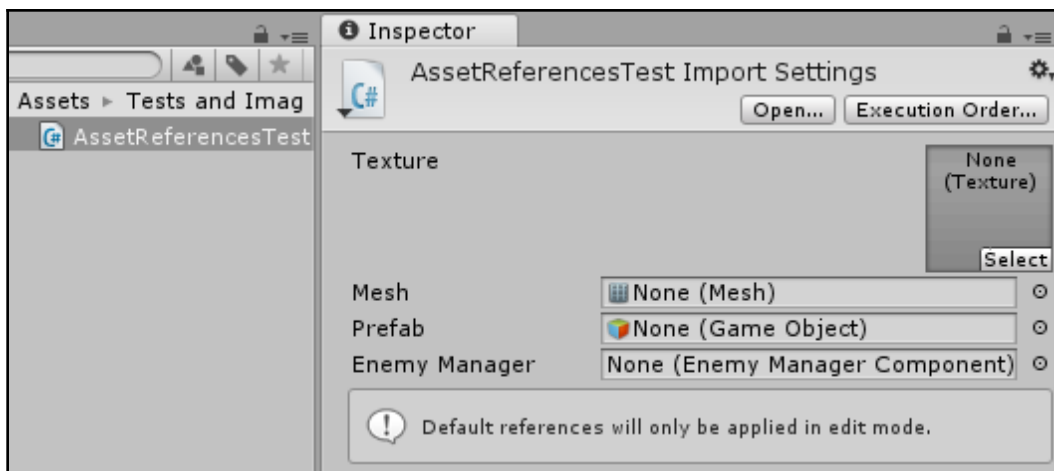 Inspector
AssetReferencesTest Import Settings
C#
Open... Execution Order...
Assets ▸ Tests and Imag
C# AssetReferencesTest
Texture
None
(Texture)
Select
Mesh None (Mesh)
Prefab None (Game Object)
Enemy Manager None (Enemy Manager Component)
Default references will only be applied in edit mode.